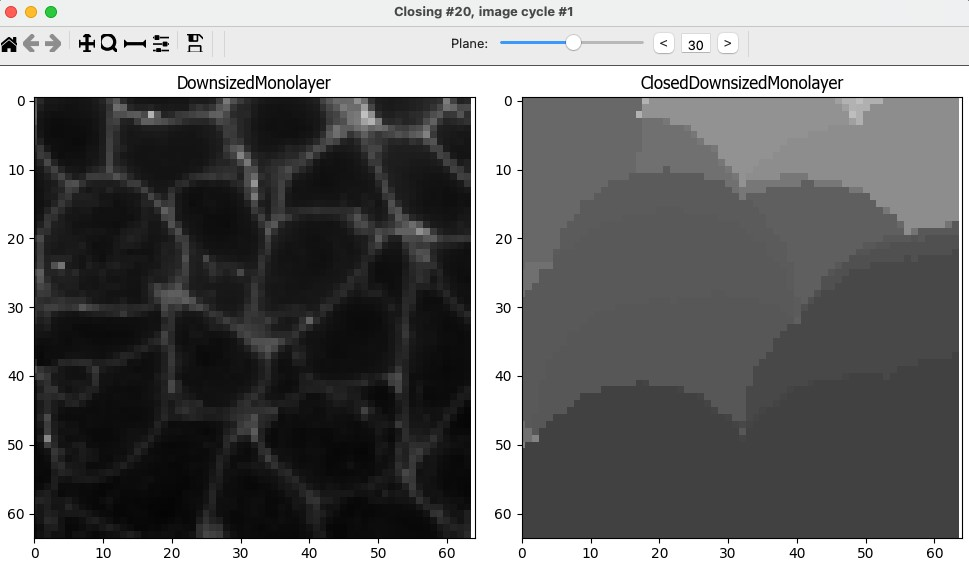 Closing #20, image cycle #1
Plane: < 30 >
DownsizedMonolayer ClosedDownsizedMonolayer
0 0
10 10
20 20
30 30
40 40
50 50
60 60
0 10 20 30 40 50 60 0 10 20 30 40 50 60